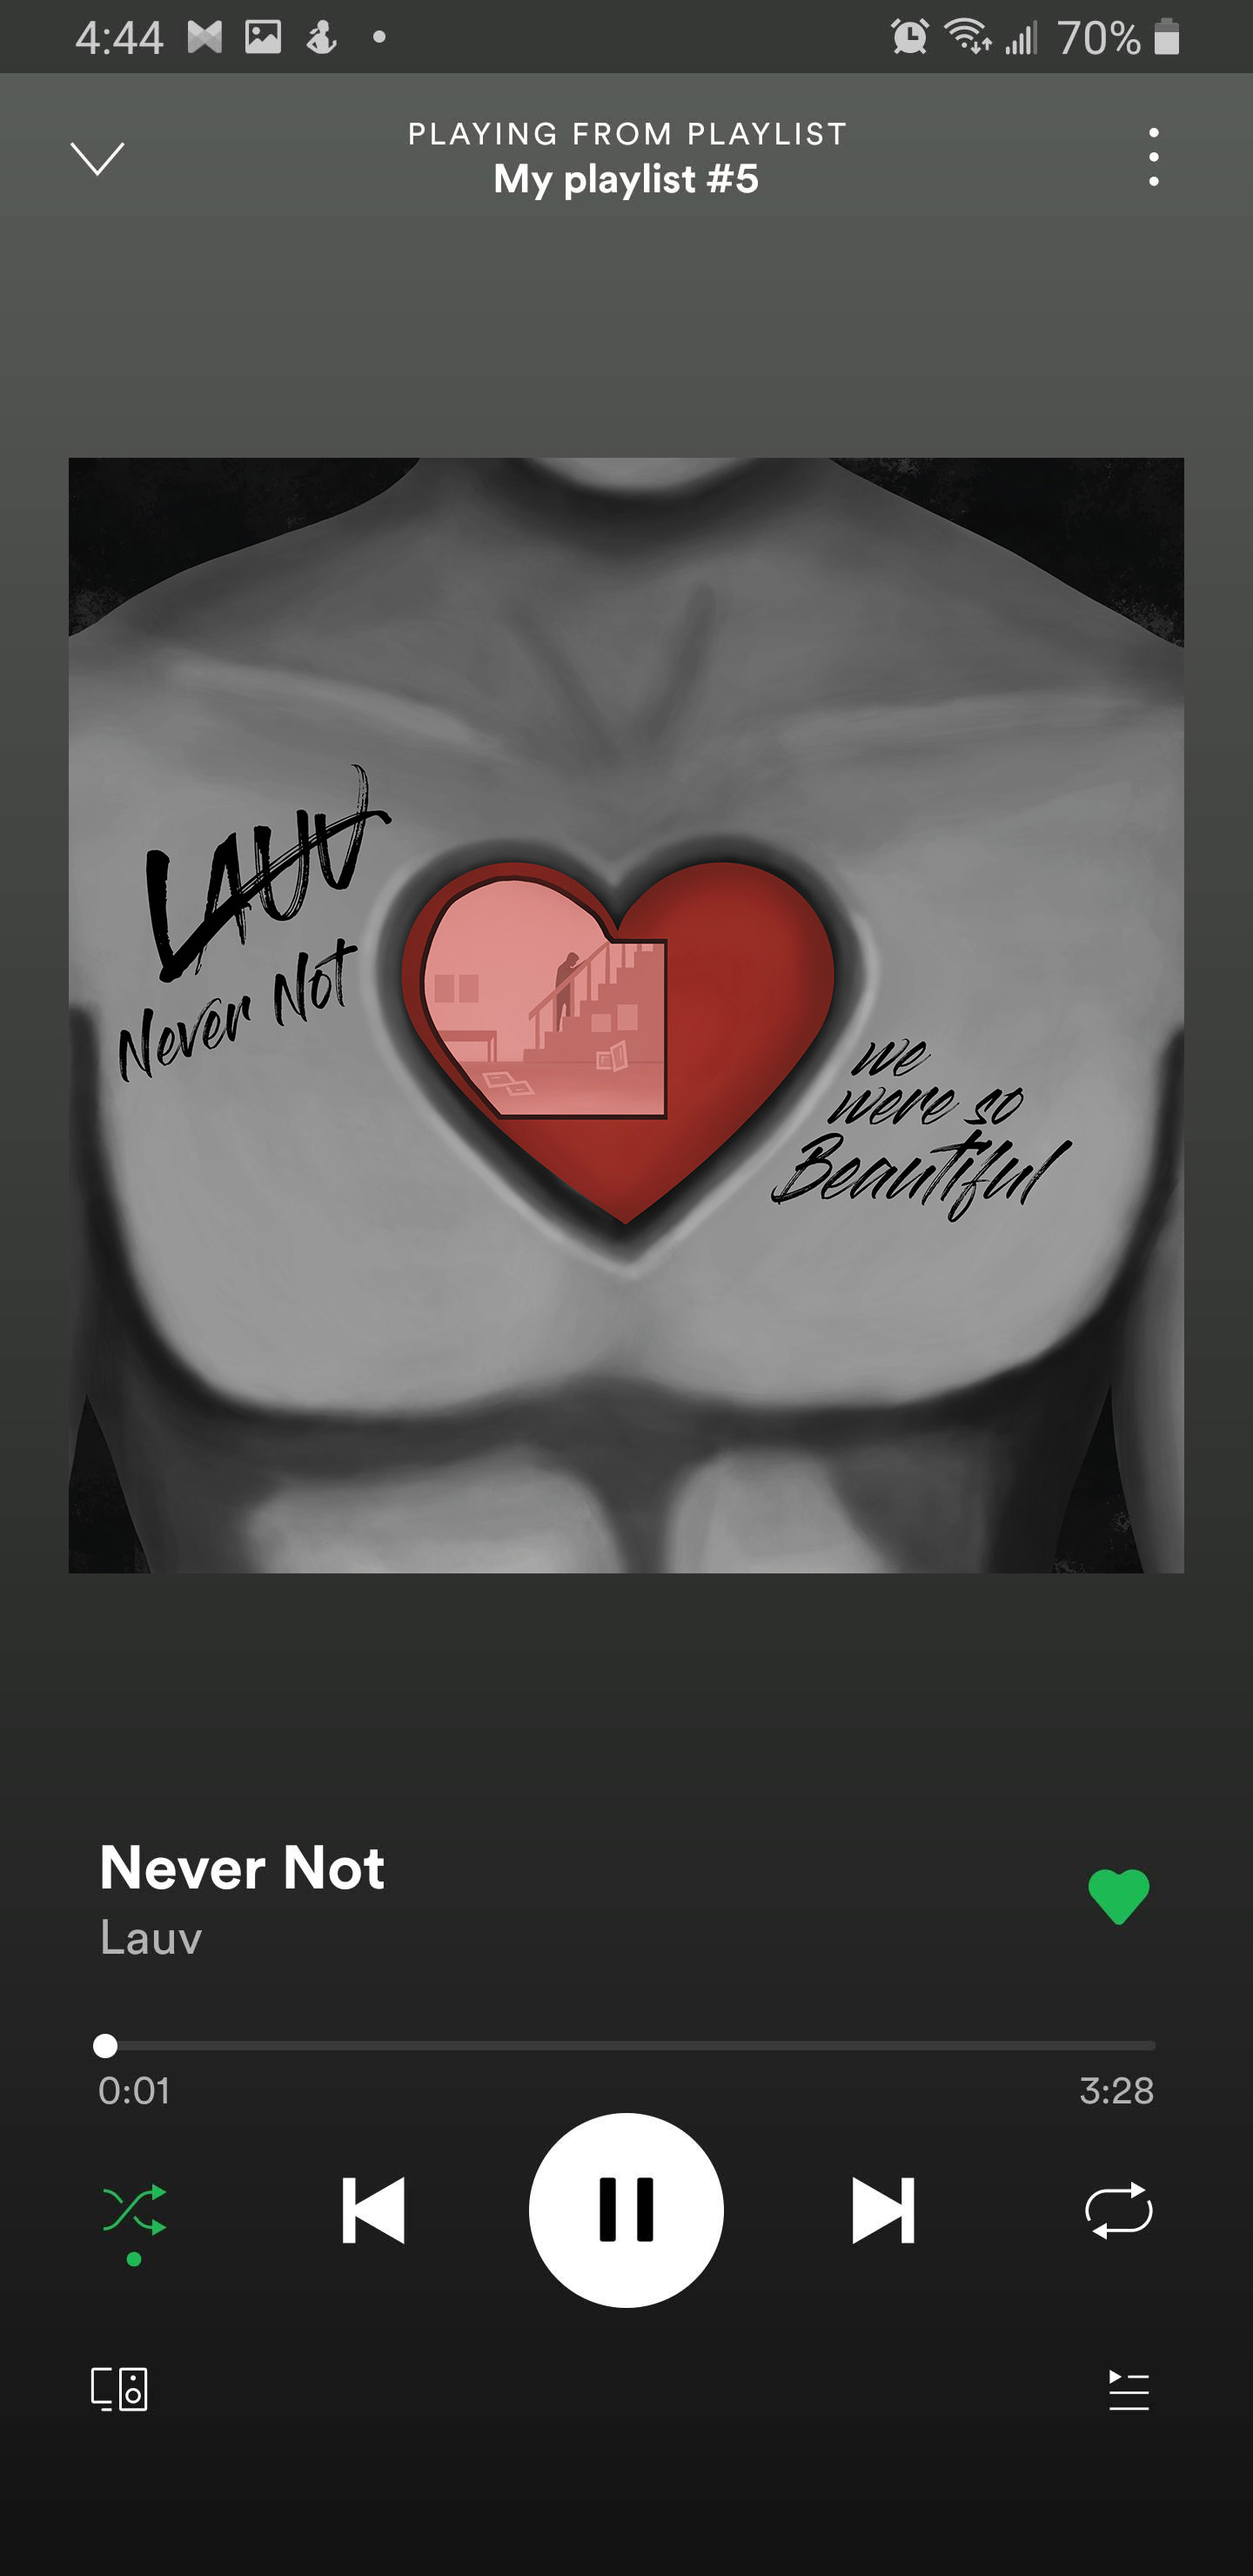 4:44
70%
PLAYING FROM PLAYLIST
My playlist #5
LAUV
Never Not
we
were so
Beautiful
Never Not
Lauv
0:01
3:28